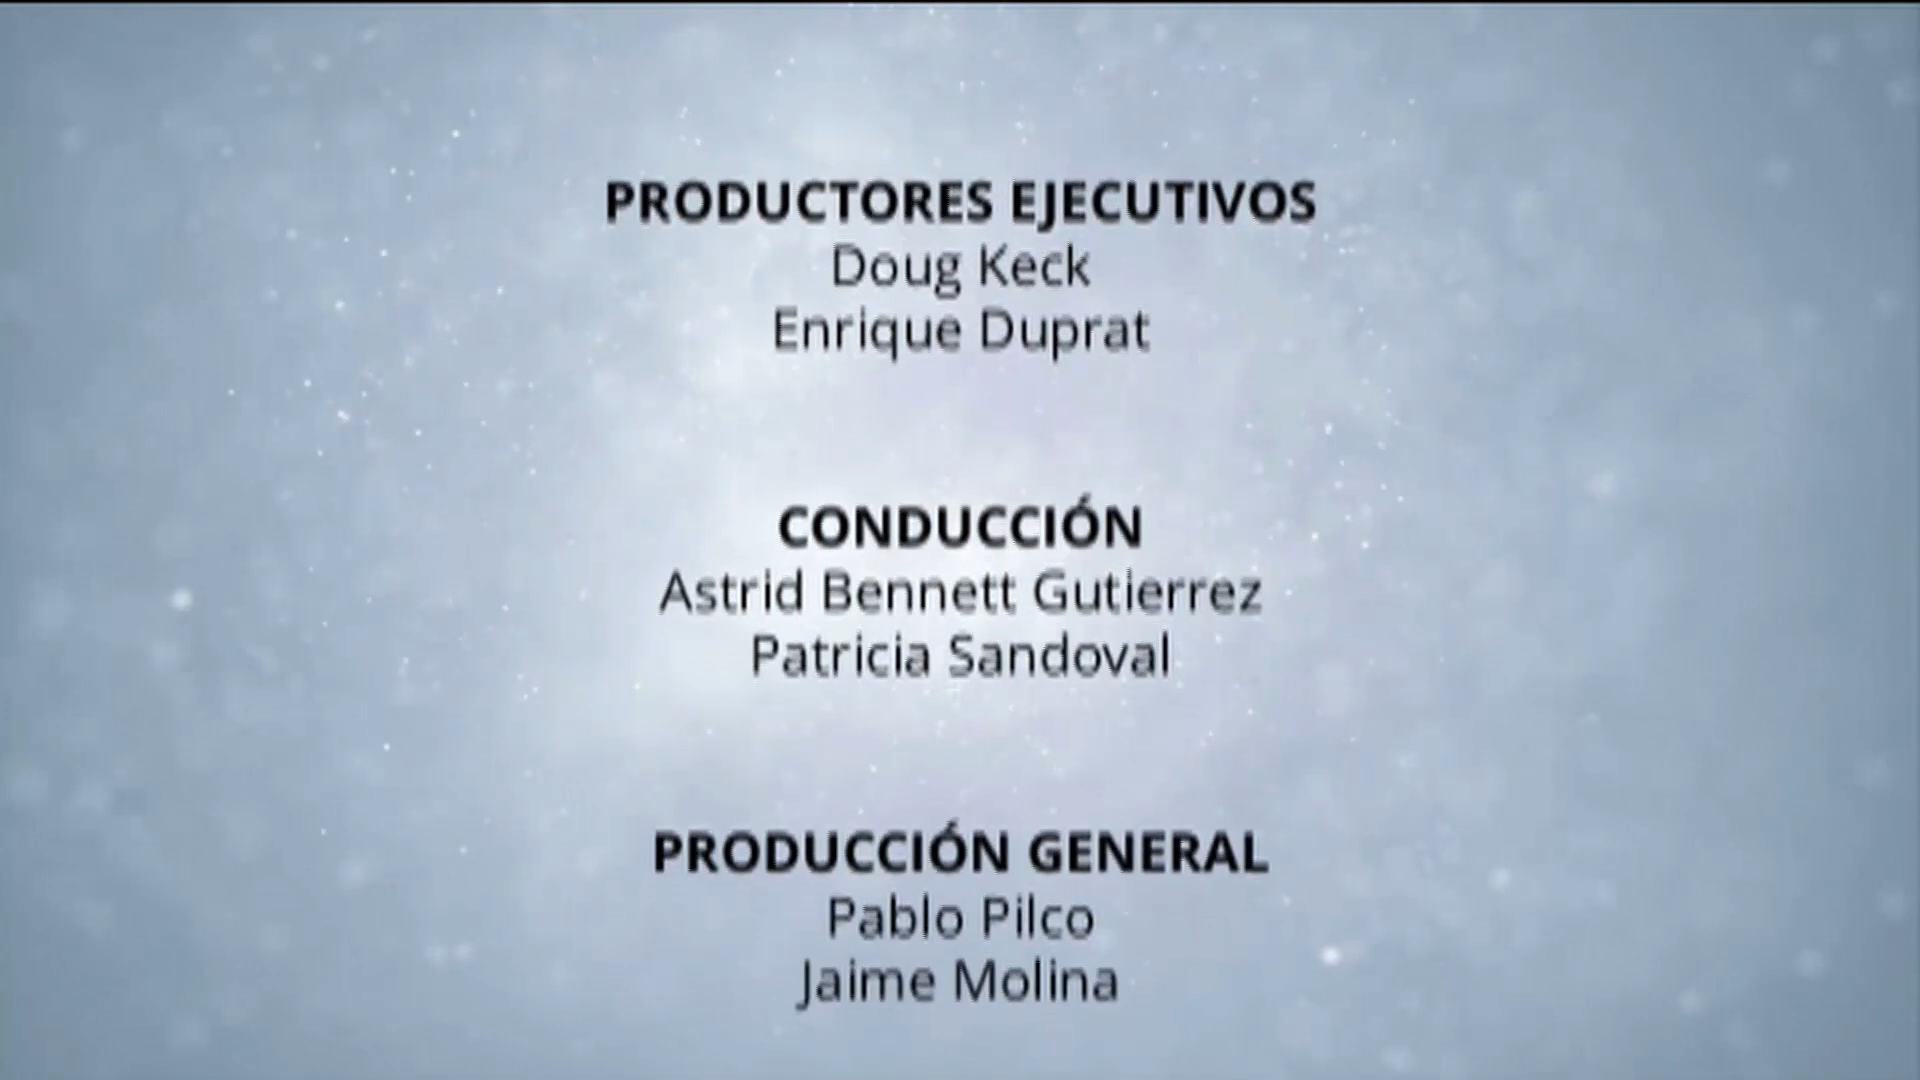 PRODUCTORES EJECUTIVOS
Doug Keck
Enrique Duprat
CONDUCCIÓN
Astrid Bennett Gutierrez
Patricia Sandoval
PRODUCCIÓN GENERAL
Pablo Pilco
Jaime Molina